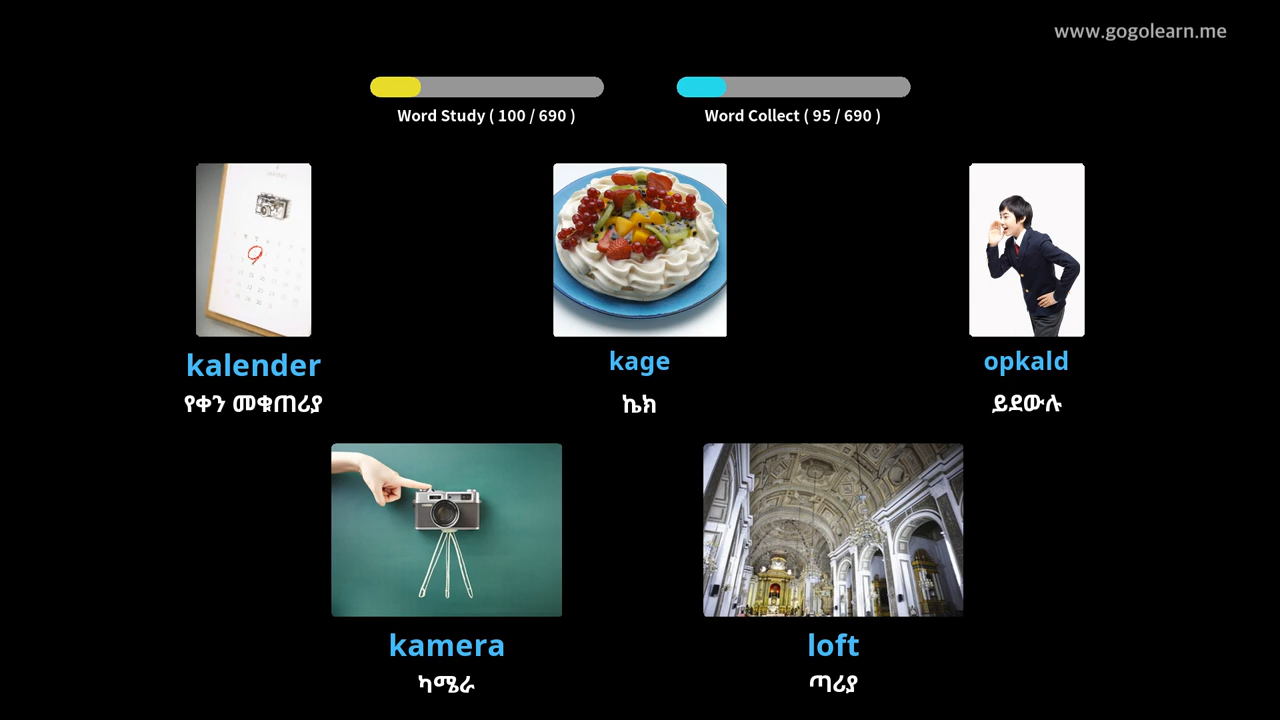 www.gogolearn.me
Word Study ( 100 / 690 )
Word Collect ( 95 / 690 )
kalender
የቀን መቁጠሪያ
kage
ኬክ
opkald
ይደውሉ
kamera
ካሜራ
loft
ጣሪያ